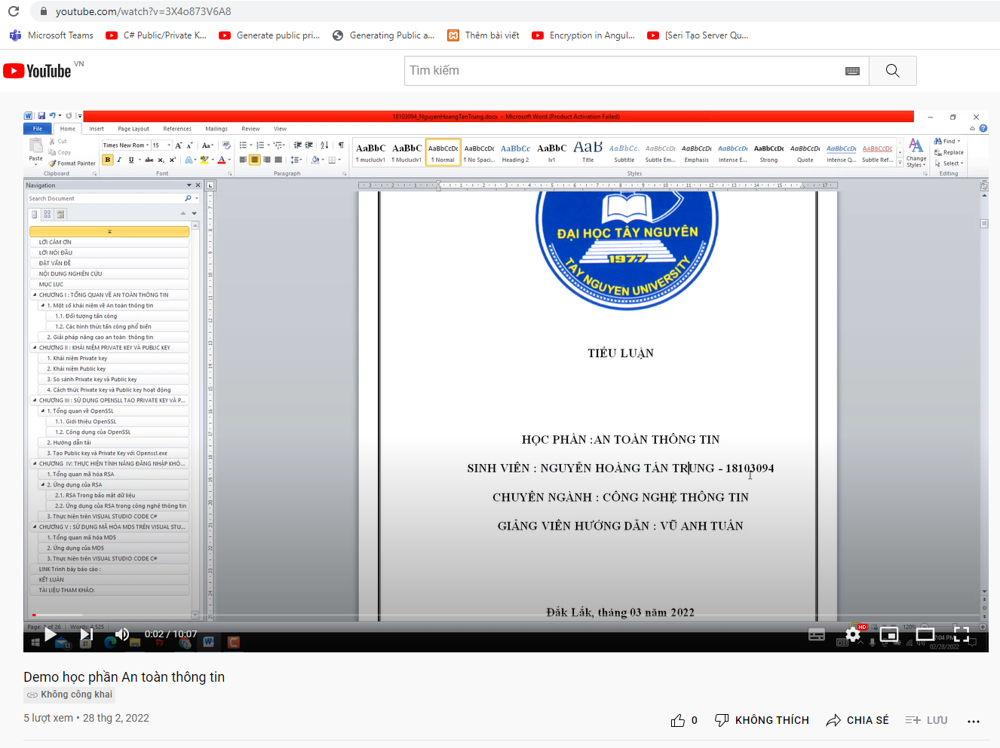 youtube.com/watch?v=3X4o873V6A8
Microsoft Teams
C# Public/Private K...
Generate public pri...
Generating Public a...
Thêm bài viết
Encryption in Angul...
[Seri Tạo Server Qu...
YouTube VN
Tìm kiếm
18103094_NguyenHoangTanTrung.docx - Microsoft Word (Product Activation Failed)
File Home Insert Page Layout References Mailings Review View
Cut
Copy
Format Painter
Paste
Clipboard
Times New Rom 15
Font
Paragraph
AaBbC AaBbC AaBbCcDc AaBbCcDc AaBbCc AaBbC AaB AaBbCc. AaBbCcDc AaBbCcDc AaBbCcDc AaBbCcDc AaBbCcDc AaBbCcDc AABBCCDC
¶ muclulv1 ¶ Mucluclv1 ¶ Normal ¶ No Spaci... Heading 2 lv1 Title Subtitle Subtle Em... Emphasis Intense E... Strong Quote Intense Q... Subtle Ref...
Change Styles
Styles
Find
Replace
Select
Editing
Navigation
Search Document
LỜI CẢM ƠN
LỜI NÓI ĐẦU
ĐẶT VẤN ĐỀ
NỘI DUNG NGHIÊN CỨU
MỤC LỤC
CHƯƠNG I : TỔNG QUAN VỀ AN TOÀN THÔNG TIN
1. Một số khái niệm về An toàn thông tin
1.1. Đối tượng tấn công
1.2. Các hình thức tấn công phổ biến
2. Giải pháp nâng cao an toàn thông tin
CHƯƠNG II : KHÁI NIỆM PRIVATE KEY VÀ PUBLIC KEY
1. Khái niệm Private key
2. Khái niệm Public key
3. So sánh Private key và Public key
4. Cách thức Private key và Public key hoạt động
CHƯƠNG III : SỬ DỤNG OPENSLL TẠO PRIVATE KEY VÀ P...
1. Tổng quan về OpenSSL
1.1. Giới thiệu OpenSSL
1.2. Công dụng của OpenSSL
2. Hướng dẫn tải
3. Tạo Public key và Private Key với Openssl.exe
CHƯƠNG IV: THỰC HIỆN TÍNH NĂNG ĐĂNG NHẬP KHÓ...
1. Tổng quan mã hóa RSA
2. Ứng dụng của RSA
2.1. RSA Trong bảo mật dữ liệu
2.2. Ứng dụng của RSA trong công nghệ thông tin
3. Thực hiện trên VISUAL STUDIO CODE C#
CHƯƠNG V : SỬ DỤNG MÃ HÓA MD5 TRÊN VISUAL STU...
1. Tổng quan mã hóa MD5
2. Ứng dụng của MD5
3. Thực hiện trên VISUAL STUDIO CODE C#
LINK Trình bày báo cáo :
KẾT LUẬN
TÀI LIỆU THAM KHẢO:
ĐẠI HỌC TÂY NGUYÊN
1977
TAY NGUYEN UNIVERSITY
TIỂU LUẬN
HỌC PHẦN :AN TOÀN THÔNG TIN
SINH VIÊN : NGUYỄN HOÀNG TẤN TRUNG - 18103094
CHUYÊN NGÀNH : CÔNG NGHỆ THÔNG TIN
GIẢNG VIÊN HƯỚNG DẪN : VŨ ANH TUẤN
Đắk Lắk, tháng 03 năm 2022
of 26 Words: 4,525
120%
0:02 / 10:07
HD
02/28/2022
Demo học phần An toàn thông tin
Không công khai
5 lượt xem • 28 thg 2, 2022
0
KHÔNG THÍCH
CHIA SẺ
LƯU